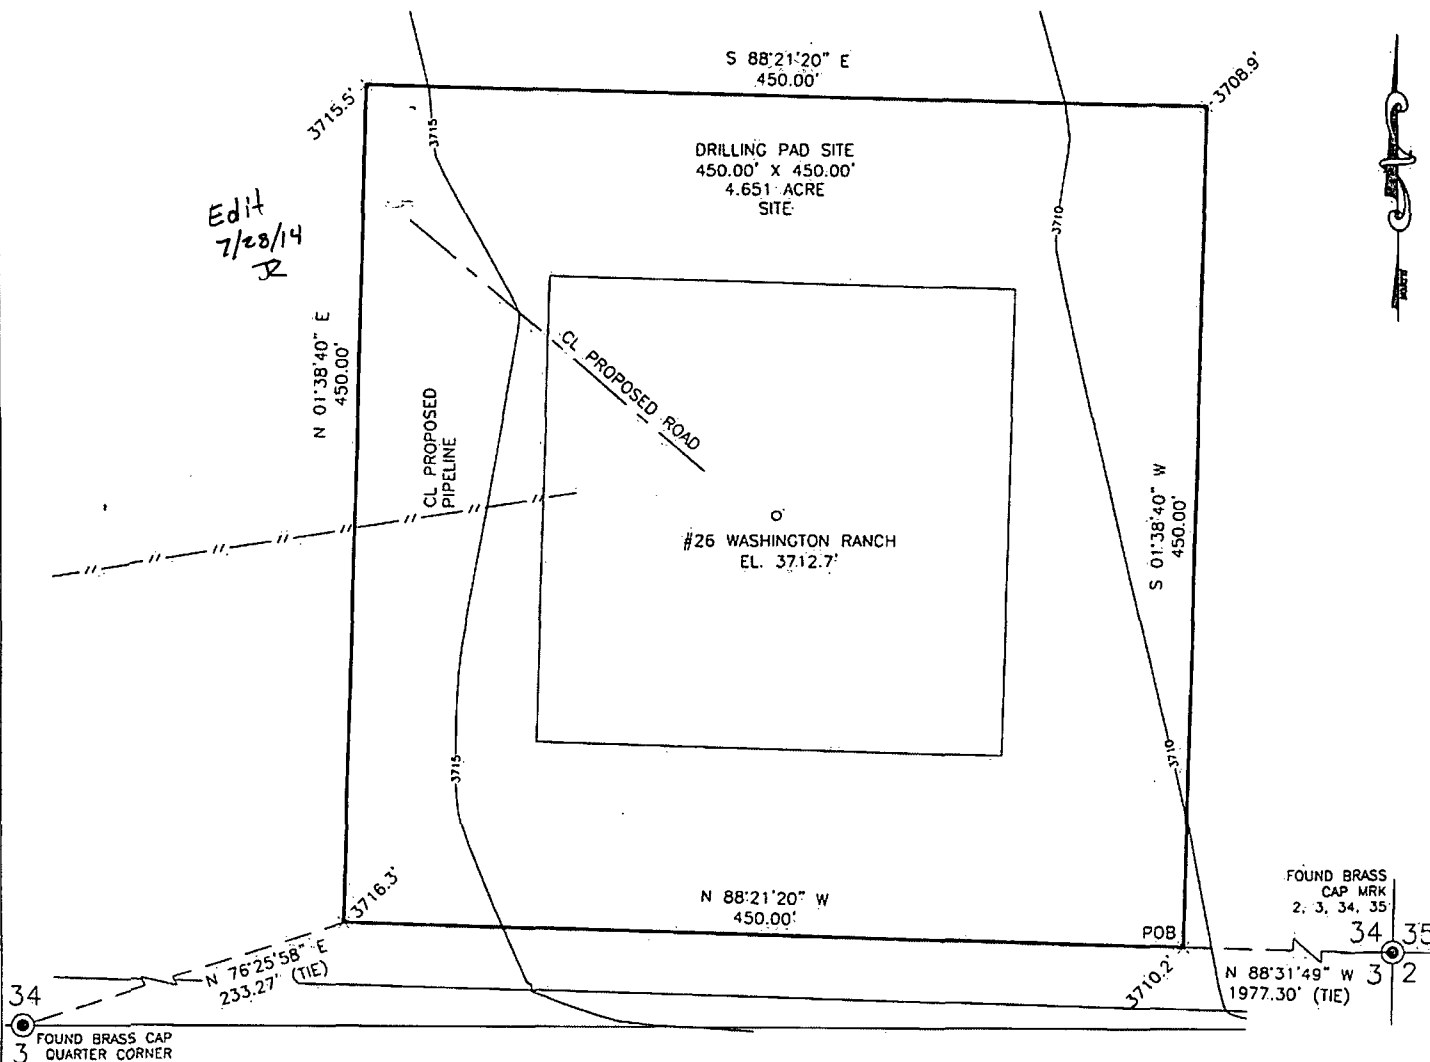 S 88°21'20" E
450.00'
3715.5'
3708.9'
3715
DRILLING PAD SITE
450.00' X 450.00'
4.651 ACRE
SITE
Edit
7/28/14
JR
3710
NORTH
N 01°38'40" E
450.00'
CL PROPOSED ROAD
CL PROPOSED
PIPELINE
S 01°38'40" W
450.00'
#26 WASHINGTON RANCH
EL. 3712.7'
3715
3710
3716.3'
N 88°21'20" W
450.00'
POB
FOUND BRASS
CAP MRK
2, 3, 34, 35
34 35
3 2
N 76°25'58" E
233.27' (TIE)
3710.2'
N 88°31'49" W
1977.30' (TIE)
34
3
FOUND BRASS CAP
QUARTER CORNER